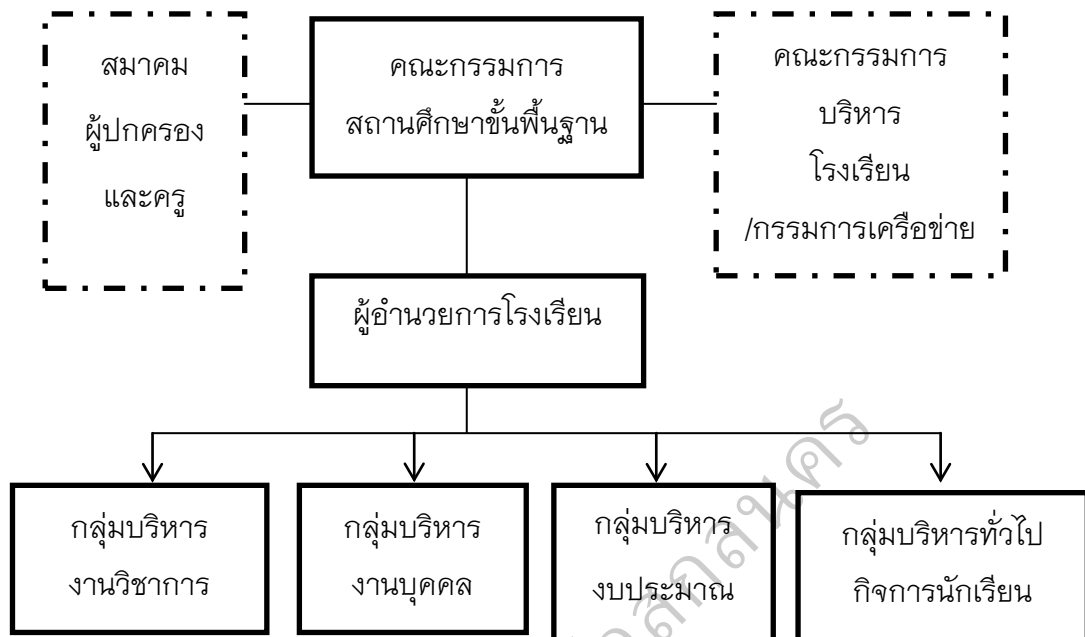 สมาคม
ผู้ปกครอง
และครู
คณะกรรมการ
สถานศึกษาขั้นพื้นฐาน
คณะกรรมการ
บริหาร
โรงเรียน
/กรรมการเครือข่าย
ผู้อำนวยการโรงเรียน
กลุ่มบริหาร
งานวิชาการ
กลุ่มบริหาร
งานบุคคล
กลุ่มบริหาร
งบประมาณ
กลุ่มบริหารทั่วไป
กิจการนักเรียน